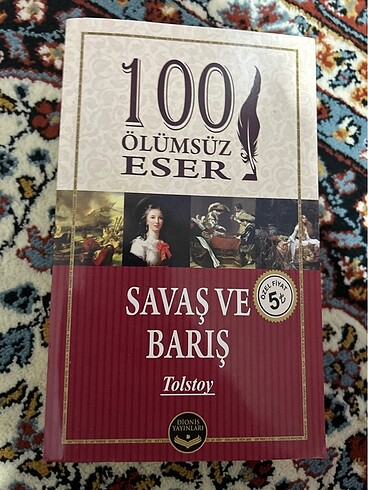 100
ÖLÜMSÜZ
ESER
SAVAŞ VE
BARIŞ
ÖZEL FİYAT
5₺
Tolstoy
DİONİS
YAYINLARI